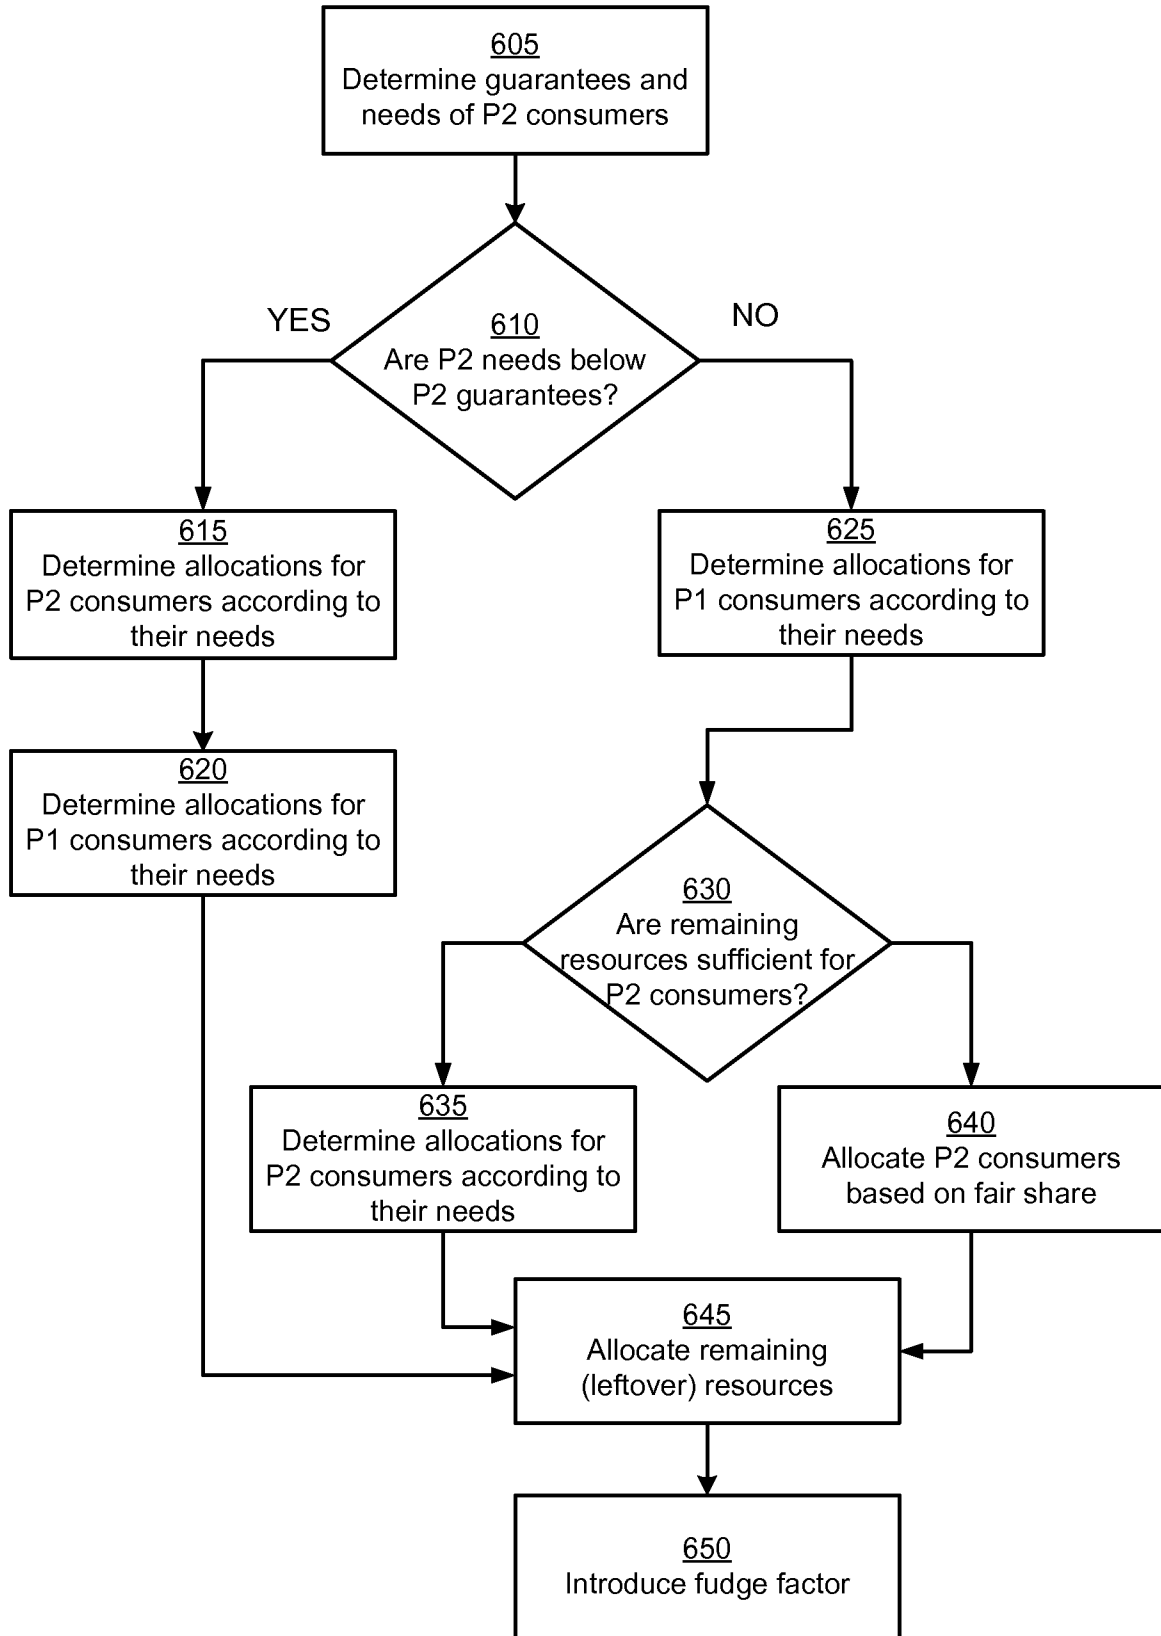 605
Determine guarantees and
needs of P2 consumers
YES
NO
610
Are P2 needs below
P2 guarantees?
615
Determine allocations for
P2 consumers according to
their needs
625
Determine allocations for
P1 consumers according to
their needs
620
Determine allocations for
P1 consumers according to
their needs
630
Are remaining
resources sufficient for
P2 consumers?
635
Determine allocations for
P2 consumers according to
their needs
640
Allocate P2 consumers
based on fair share
645
Allocate remaining
(leftover) resources
650
Introduce fudge factor